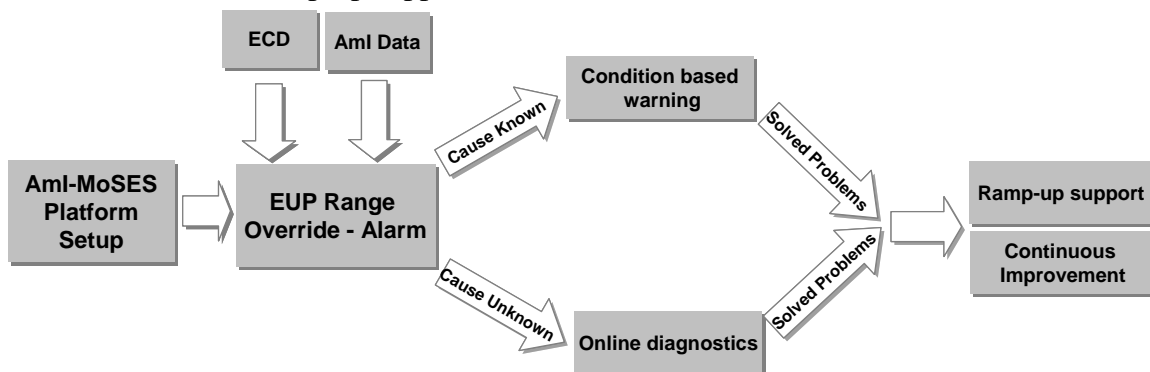 ECD
AmI Data
Condition based
warning
Cause Known
Solved Problems
AmI-MoSES
Platform
Setup
EUP Range
Override - Alarm
Ramp-up support
Continuous
Improvement
Cause Unknown
Solved Problems
Online diagnostics